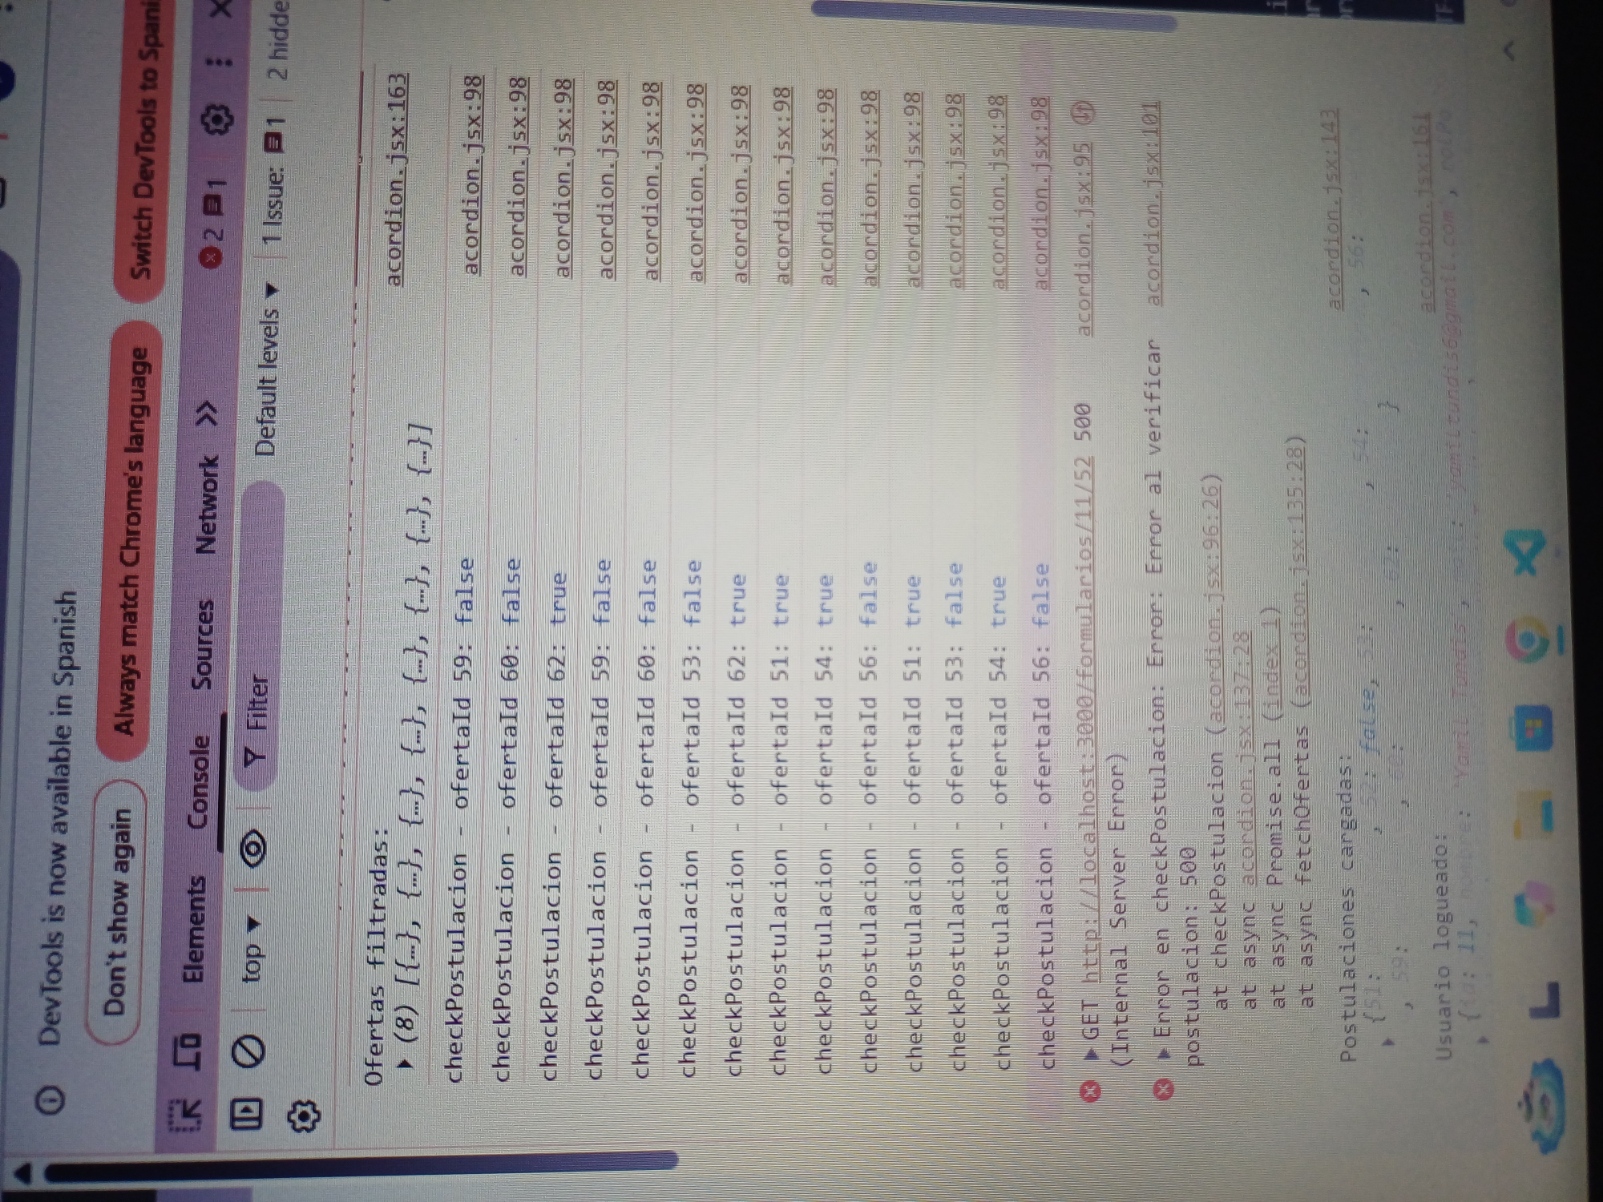 DevTools is now available in Spanish
Don't show again
Always match Chrome's language
Switch DevTools to Spani
Elements
Console
Sources
Network
2
1
top
Filter
Default levels
1 Issue:
1
2 hidde
Ofertas filtradas:
acordion.jsx:163
(8) [{…}, {…}, {…}, {…}, {…}, {…}, {…}, {…}]
checkPostulacion - ofertaId 59: false acordion.jsx:98
checkPostulacion - ofertaId 60: false acordion.jsx:98
checkPostulacion - ofertaId 62: true acordion.jsx:98
checkPostulacion - ofertaId 59: false acordion.jsx:98
checkPostulacion - ofertaId 60: false acordion.jsx:98
checkPostulacion - ofertaId 53: false acordion.jsx:98
checkPostulacion - ofertaId 62: true acordion.jsx:98
checkPostulacion - ofertaId 51: true acordion.jsx:98
checkPostulacion - ofertaId 54: true acordion.jsx:98
checkPostulacion - ofertaId 56: false acordion.jsx:98
checkPostulacion - ofertaId 51: true acordion.jsx:98
checkPostulacion - ofertaId 53: false acordion.jsx:98
checkPostulacion - ofertaId 54: true acordion.jsx:98
checkPostulacion - ofertaId 56: false acordion.jsx:98
GET http://localhost:3000/formularios/11/52 500 acordion.jsx:95
(Internal Server Error)
Error en checkPostulacion: Error: Error al verificar acordion.jsx:101
postulacion: 500
at checkPostulacion (acordion.jsx:96:26)
at async acordion.jsx:137:28
at async Promise.all (index 1)
at async fetchOfertas (acordion.jsx:135:28)
Postulaciones cargadas: acordion.jsx:143
{51: , 52: false, 53: , 54: , 56:
, 59: , 60: , 62: }
Usuario logueado: acordion.jsx:161
{id: 11, nombre: 'Yamil Tundis', : 'yamiltundis6@gmail.com',